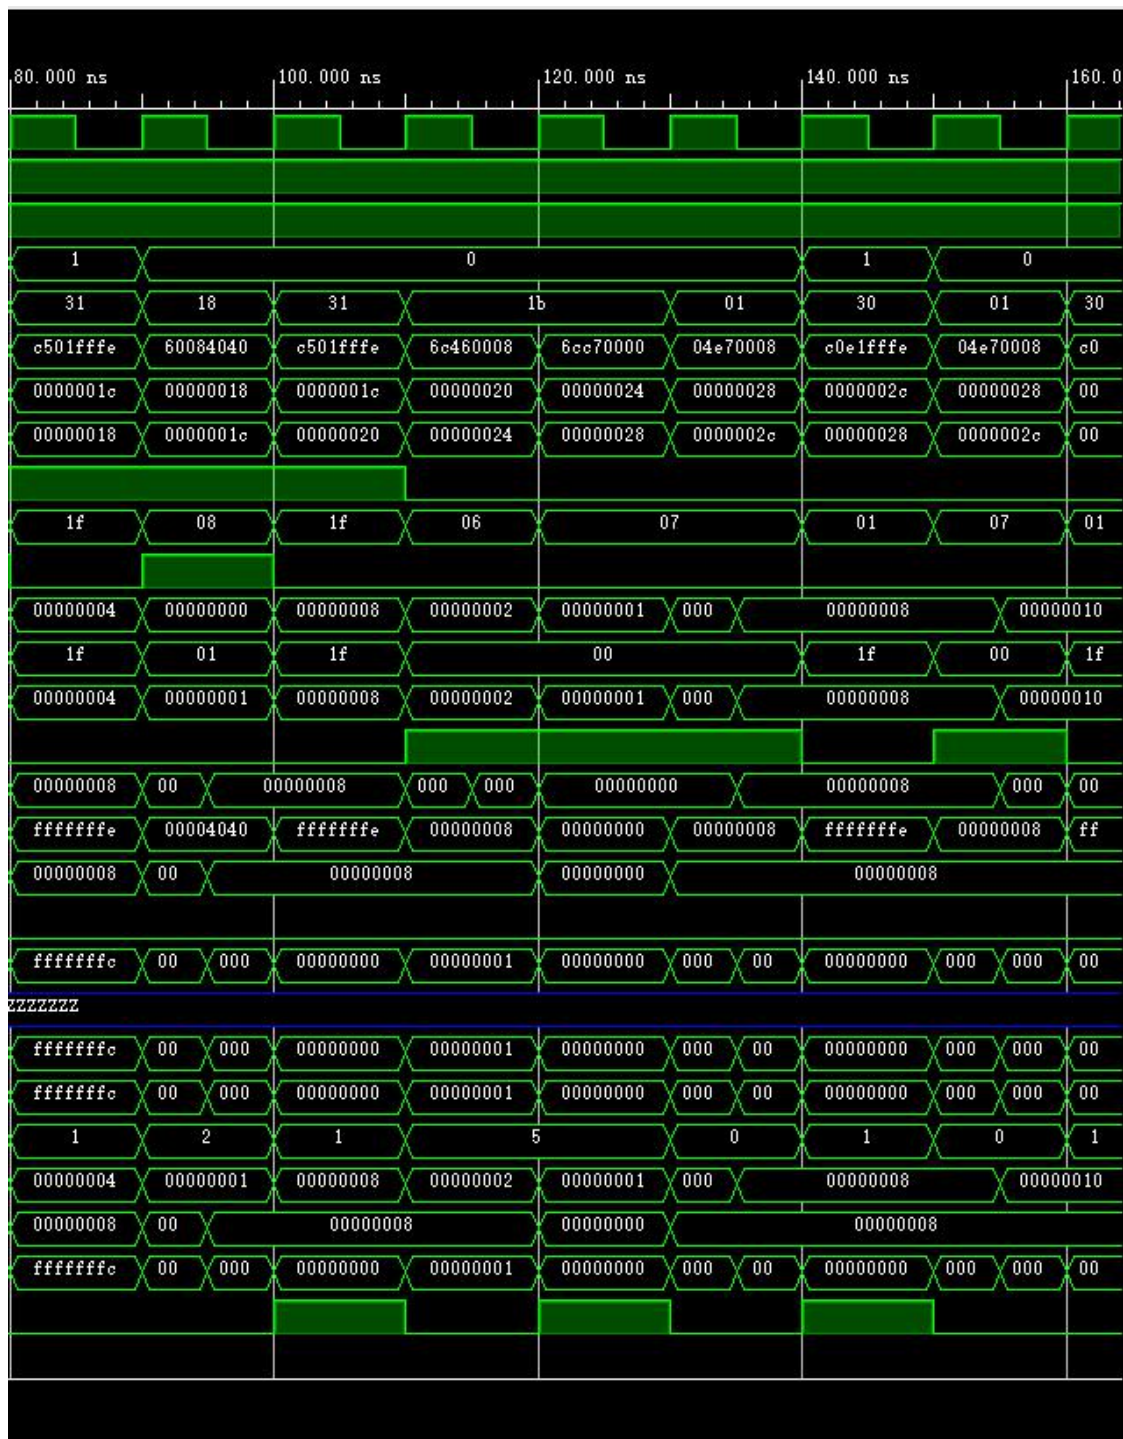 80.000 ns 100.000 ns 120.000 ns 140.000 ns 160.0
1 0 1 0
31 18 31 1b 01 30 01 30
c501fffe 60084040 c501fffe 6c460008 6cc70000 04e70008 c0e1fffe 04e70008 c0
0000001c 00000018 0000001c 00000020 00000024 00000028 0000002c 00000028 00
00000018 0000001c 00000020 00000024 00000028 0000002c 00000028 0000002c 00
1f 08 1f 06 07 01 07 01
00000004 00000000 00000008 00000002 00000001 000 00000008 00000010
1f 01 1f 00 1f 00 1f
00000004 00000001 00000008 00000002 00000001 000 00000008 00000010
00000008 00 00000008 000 000 00000000 00000008 000 00
fffffffe 00004040 fffffffe 00000008 00000000 00000008 fffffffe 00000008 ff
00000008 00 00000008 00000000 00000008
fffffffc 00 000 00000000 00000001 00000000 000 00 00000000 000 000 00
ZZZZZZZ
fffffffc 00 000 00000000 00000001 00000000 000 00 00000000 000 000 00
fffffffc 00 000 00000000 00000001 00000000 000 00 00000000 000 000 00
1 2 1 5 0 1 0 1
00000004 00000001 00000008 00000002 00000001 000 00000008 00000010
00000008 00 00000008 00000000 00000008
fffffffc 00 000 00000000 00000001 00000000 000 00 00000000 000 000 00